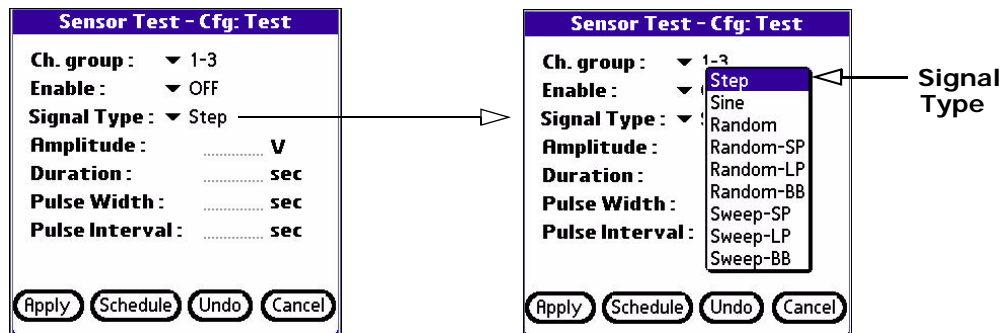 Sensor Test - Cfg: Test
Ch. group : 1-3
Enable : OFF
Signal Type : Step
Amplitude : V
Duration : sec
Pulse Width : sec
Pulse Interval : sec
Apply Schedule Undo Cancel
Sensor Test - Cfg: Test
Ch. group : 1-3
Enable :
Signal Type :
Amplitude :
Duration :
Pulse Width :
Pulse Interval :
Step
Sine
Random
Random-SP
Random-LP
Random-BB
Sweep-SP
Sweep-LP
Sweep-BB
Apply Schedule Undo Cancel
Signal
Type